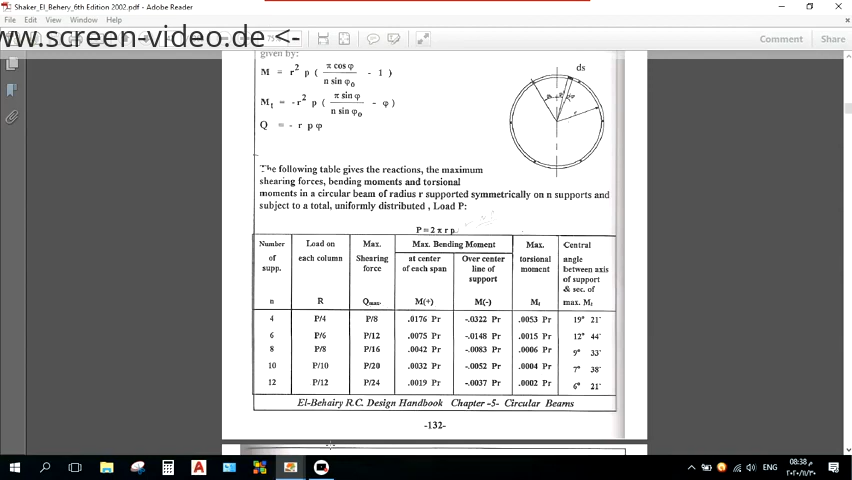 Shaker_El_Behery_6th Edition 2002.pdf - Adobe Reader
File Edit View Window Help
www.screen-video.de <-
Comment Share
given by:
M = r² p ( π cos φ / n sin φ₀ - 1 )
Mt = -r² p ( π sin φ / n sin φ₀ - φ )
Q = - r p φ
ds
The following table gives the reactions, the maximum
shearing forces, bending moments and torsional
moments in a circular beam of radius r supported symmetrically on n supports and
subject to a total, uniformly distributed , Load P:
P = 2 π r p
Number of supp. n | Load on each column R | Max. Shearing force Qmax. | Max. Bending Moment at center of each span M(+) | Over center line of support M(-) | Max. torsional moment Mt | Central angle between axis of support & sec. of max. Mt
4 P/4 P/8 .0176 Pr -.0322 Pr .0053 Pr 19° 21'
6 P/6 P/12 .0075 Pr -.0148 Pr .0015 Pr 12° 44'
8 P/8 P/16 .0042 Pr -.0083 Pr .0006 Pr 9° 33'
10 P/10 P/20 .0032 Pr -.0052 Pr .0004 Pr 7° 38'
12 P/12 P/24 .0019 Pr -.0037 Pr .0002 Pr 6° 21'
El-Behairy R.C. Design Handbook Chapter -5- Circular Beams
-132-
ENG
08:38 م
٢٠٢٠/١١/٣٠